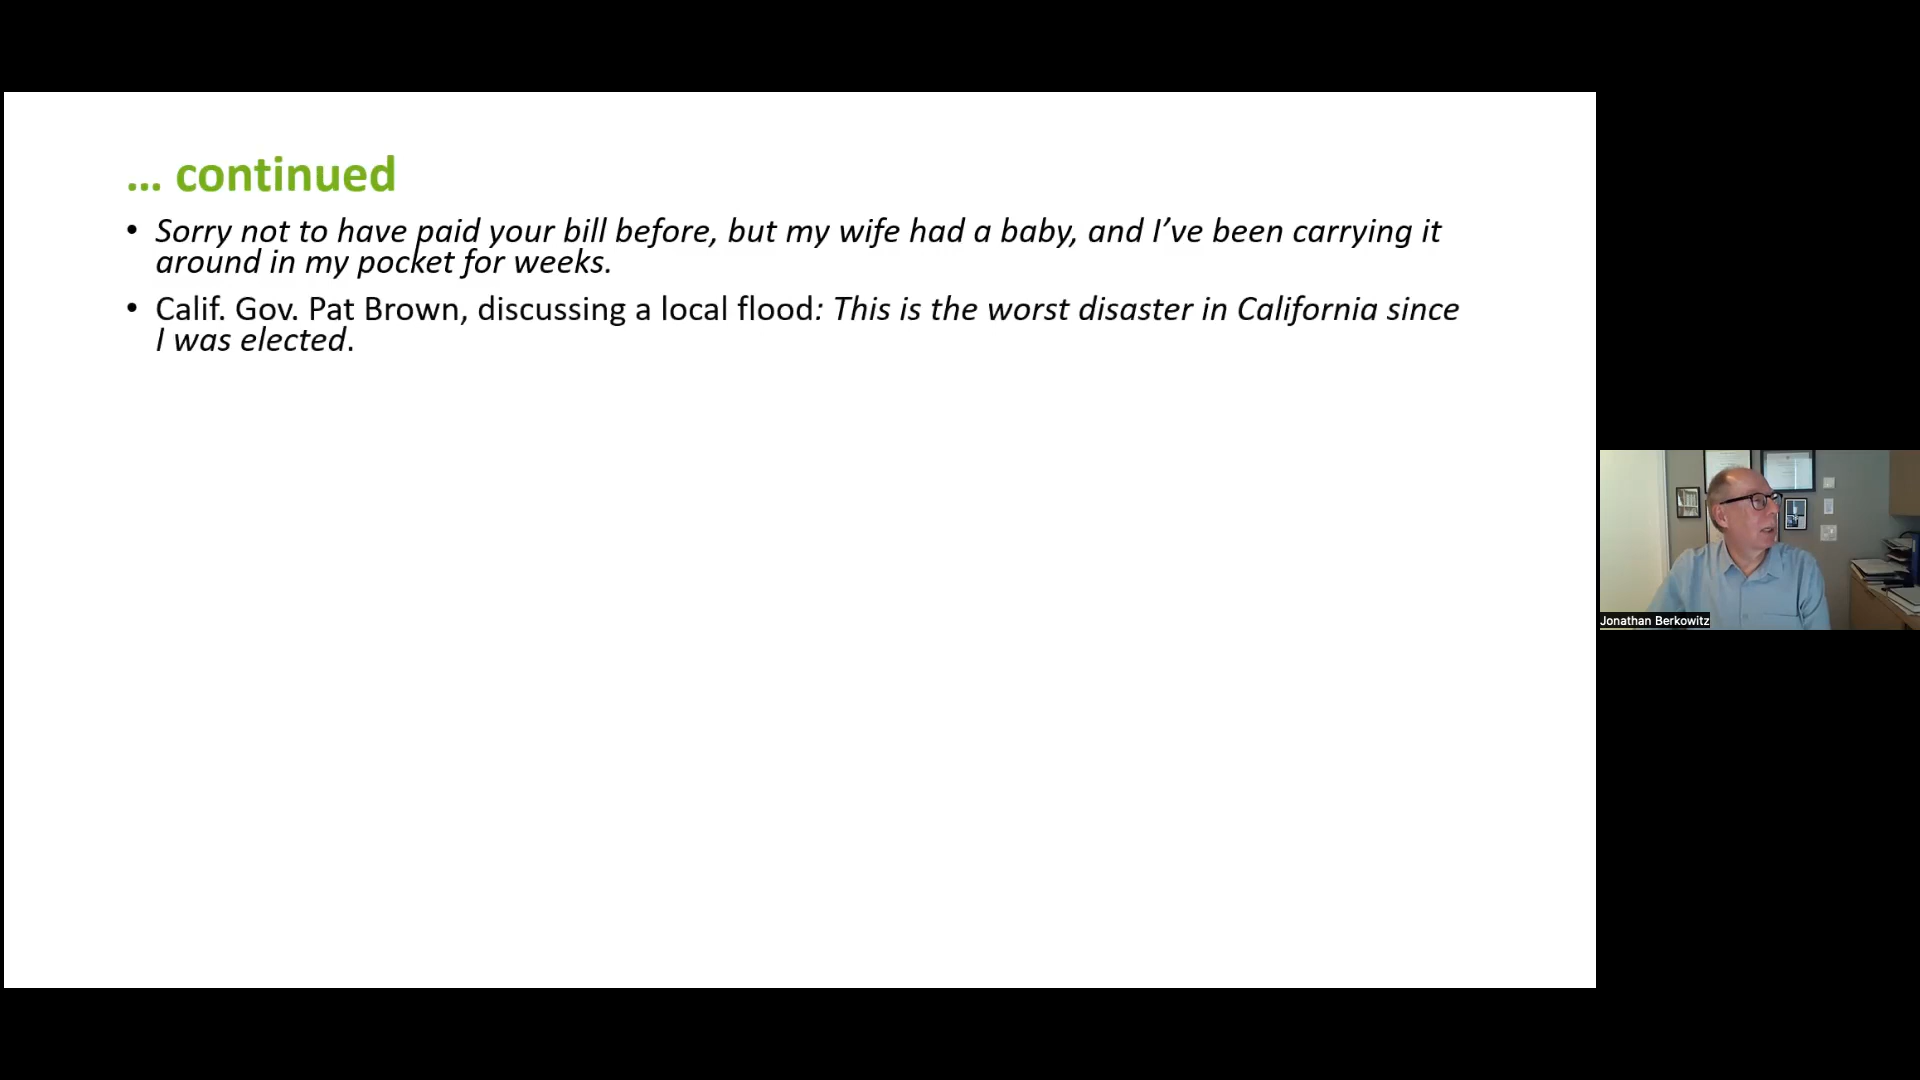 ... continued
• Sorry not to have paid your bill before, but my wife had a baby, and I’ve been carrying it
around in my pocket for weeks.
• Calif. Gov. Pat Brown, discussing a local flood: This is the worst disaster in California since
I was elected.
Jonathan Berkowitz